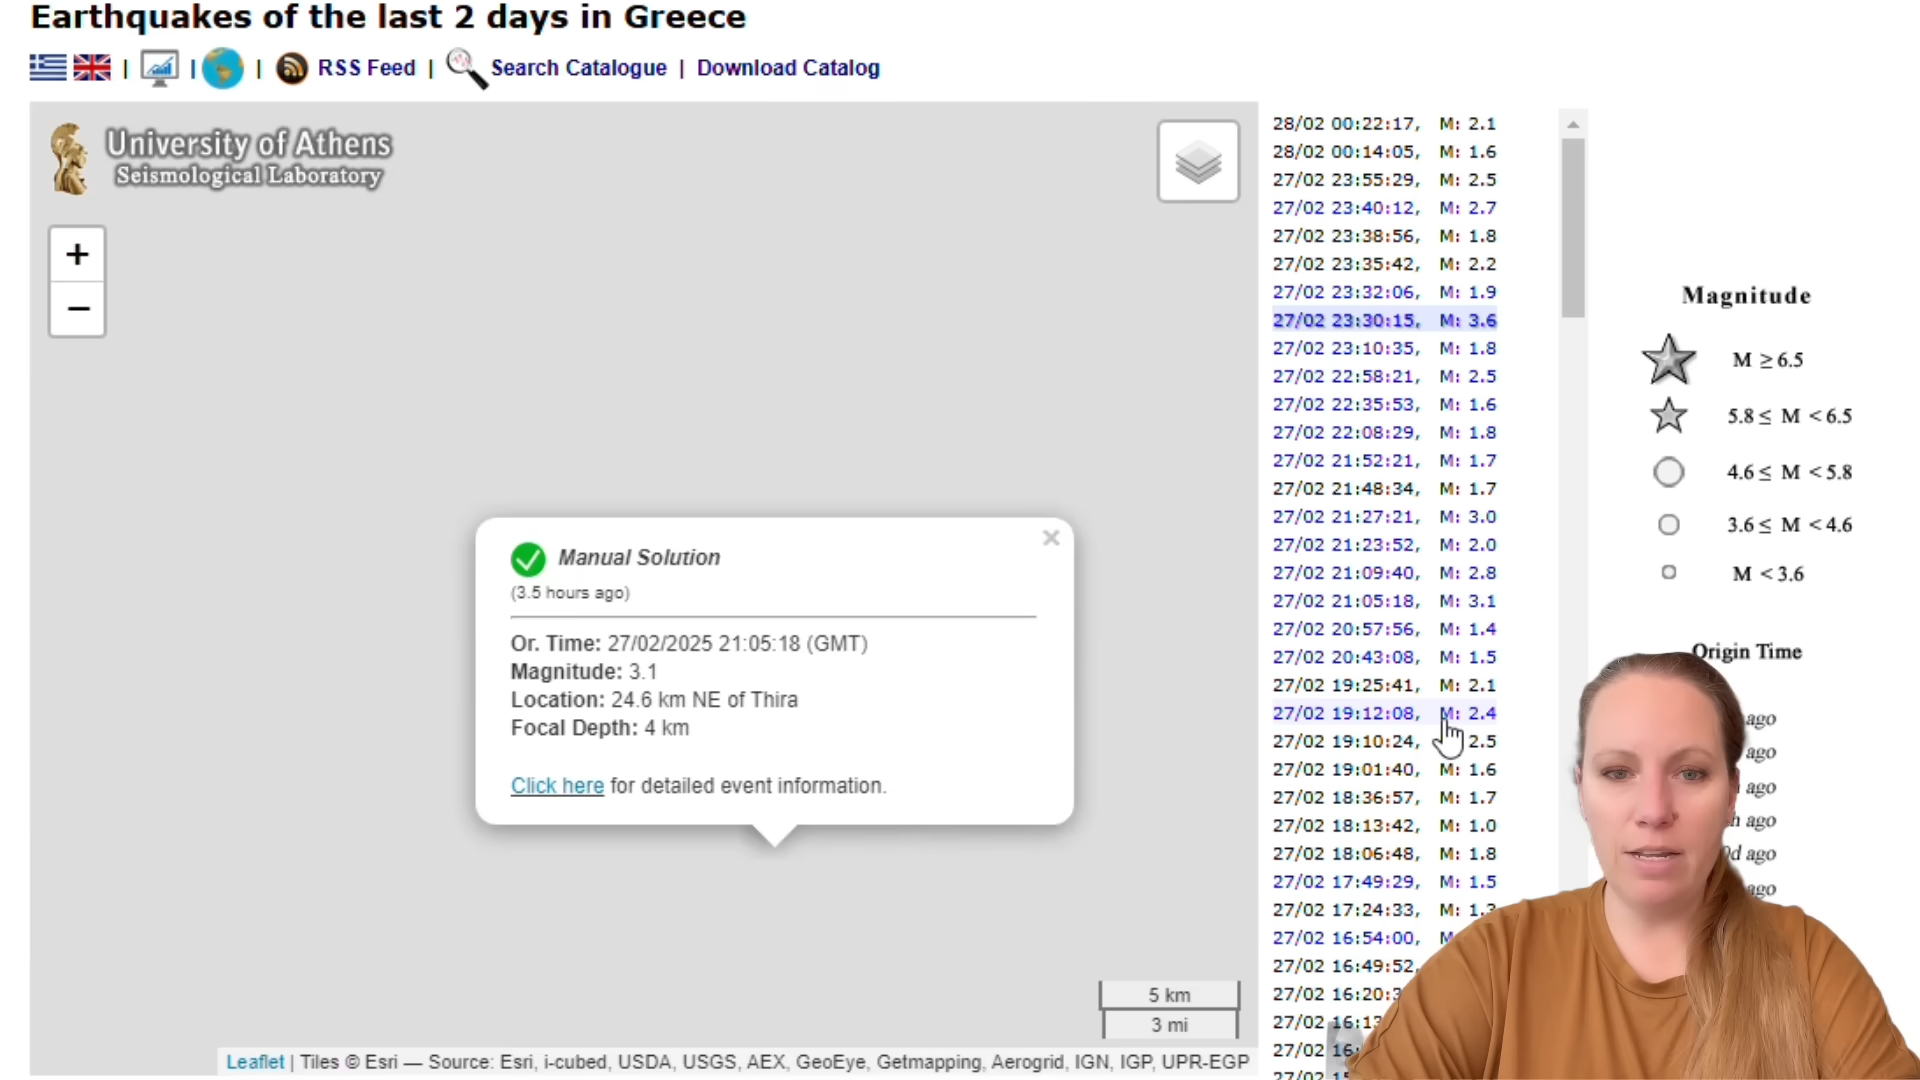 Earthquakes of the last 2 days in Greece
| | | RSS Feed | Search Catalogue | Download Catalog
University of Athens
Seismological Laboratory
+
−
Manual Solution
×
(3.5 hours ago)
Or. Time: 27/02/2025 21:05:18 (GMT)
Magnitude: 3.1
Location: 24.6 km NE of Thira
Focal Depth: 4 km
Click here for detailed event information.
5 km
3 mi
Leaflet | Tiles © Esri — Source: Esri, i-cubed, USDA, USGS, AEX, GeoEye, Getmapping, Aerogrid, IGN, IGP, UPR-EGP
28/02 00:22:17, M: 2.1
28/02 00:14:05, M: 1.6
27/02 23:55:29, M: 2.5
27/02 23:40:12, M: 2.7
27/02 23:38:56, M: 1.8
27/02 23:35:42, M: 2.2
27/02 23:32:06, M: 1.9
27/02 23:30:15, M: 3.6
27/02 23:10:35, M: 1.8
27/02 22:58:21, M: 2.5
27/02 22:35:53, M: 1.6
27/02 22:08:29, M: 1.8
27/02 21:52:21, M: 1.7
27/02 21:48:34, M: 1.7
27/02 21:27:21, M: 3.0
27/02 21:23:52, M: 2.0
27/02 21:09:40, M: 2.8
27/02 21:05:18, M: 3.1
27/02 20:57:56, M: 1.4
27/02 20:43:08, M: 1.5
27/02 19:25:41, M: 2.1
27/02 19:12:08, M: 2.4
27/02 19:10:24, 2.5
27/02 19:01:40, M: 1.6
27/02 18:36:57, M: 1.7
27/02 18:13:42, M: 1.0
27/02 18:06:48, M: 1.8
27/02 17:49:29, M: 1.5
27/02 17:24:33, M:
27/02 16:54:00,
27/02 16:49:52,
27/02
27/02
27/02
27/02
Magnitude
M ≥ 6.5
5.8 ≤ M < 6.5
4.6 ≤ M < 5.8
3.6 ≤ M < 4.6
M < 3.6
Origin Time
ago
ago
ago
ago
ago
ago